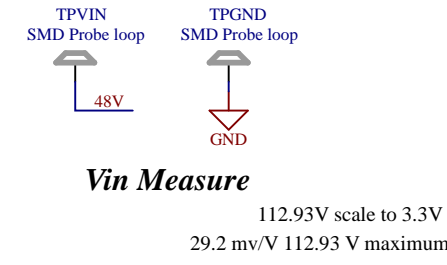 TPVIN
SMD Probe loop
TPGND
SMD Probe loop
48V
GND
Vin Measure
112.93V scale to 3.3V
29.2 mv/V 112.93 V maximum